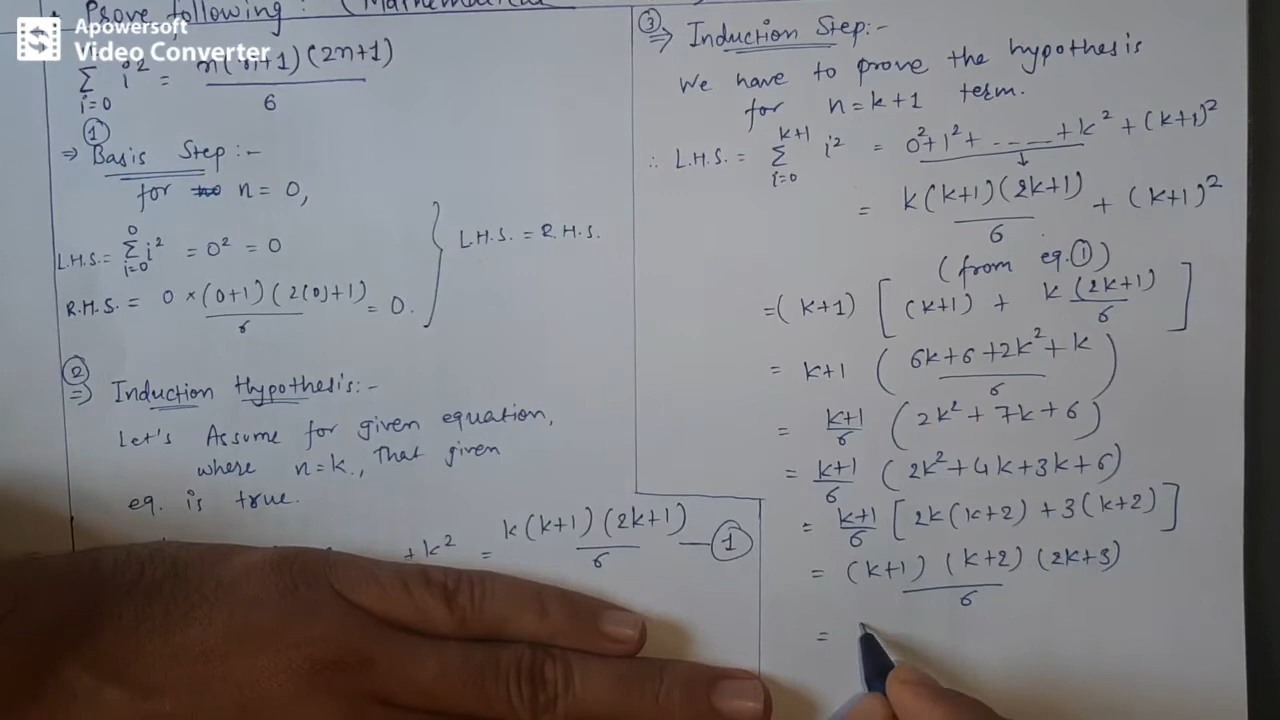 Prove following : (Mathematical
Apowersoft
Video Converter
∑ i=0 i² = n(n+1)(2n+1) / 6
①
⇒ Basis Step:-
for n = 0,
L.H.S. = ∑ i=0 0 i² = 0² = 0
R.H.S. = 0 × (0+1)(2(0)+1) / 6 = 0.
L.H.S. = R.H.S.
②
⇒ Induction Hypothesis:-
Let's Assume for given equation,
where n=k, That given
eq. is true.
+k² = k(k+1)(2k+1) / 6 — ①
③
⇒ Induction Step:-
We have to prove the hypothesis
for n=k+1 term.
∴ L.H.S. = ∑ i=0 k+1 i² = 0²+1²+ ---- +k² + (k+1)²
= k(k+1)(2k+1) / 6 + (k+1)²
(from eq.①)
=(k+1) [ (k+1) + k(2k+1) / 6 ]
= k+1 ( 6k+6+2k²+k / 6 )
= k+1 / 6 ( 2k²+7k+6 )
= k+1 / 6 ( 2k²+4k+3k+6 )
= k+1 / 6 [ 2k(k+2) + 3(k+2) ]
= (k+1) (k+2) (2k+3) / 6
=